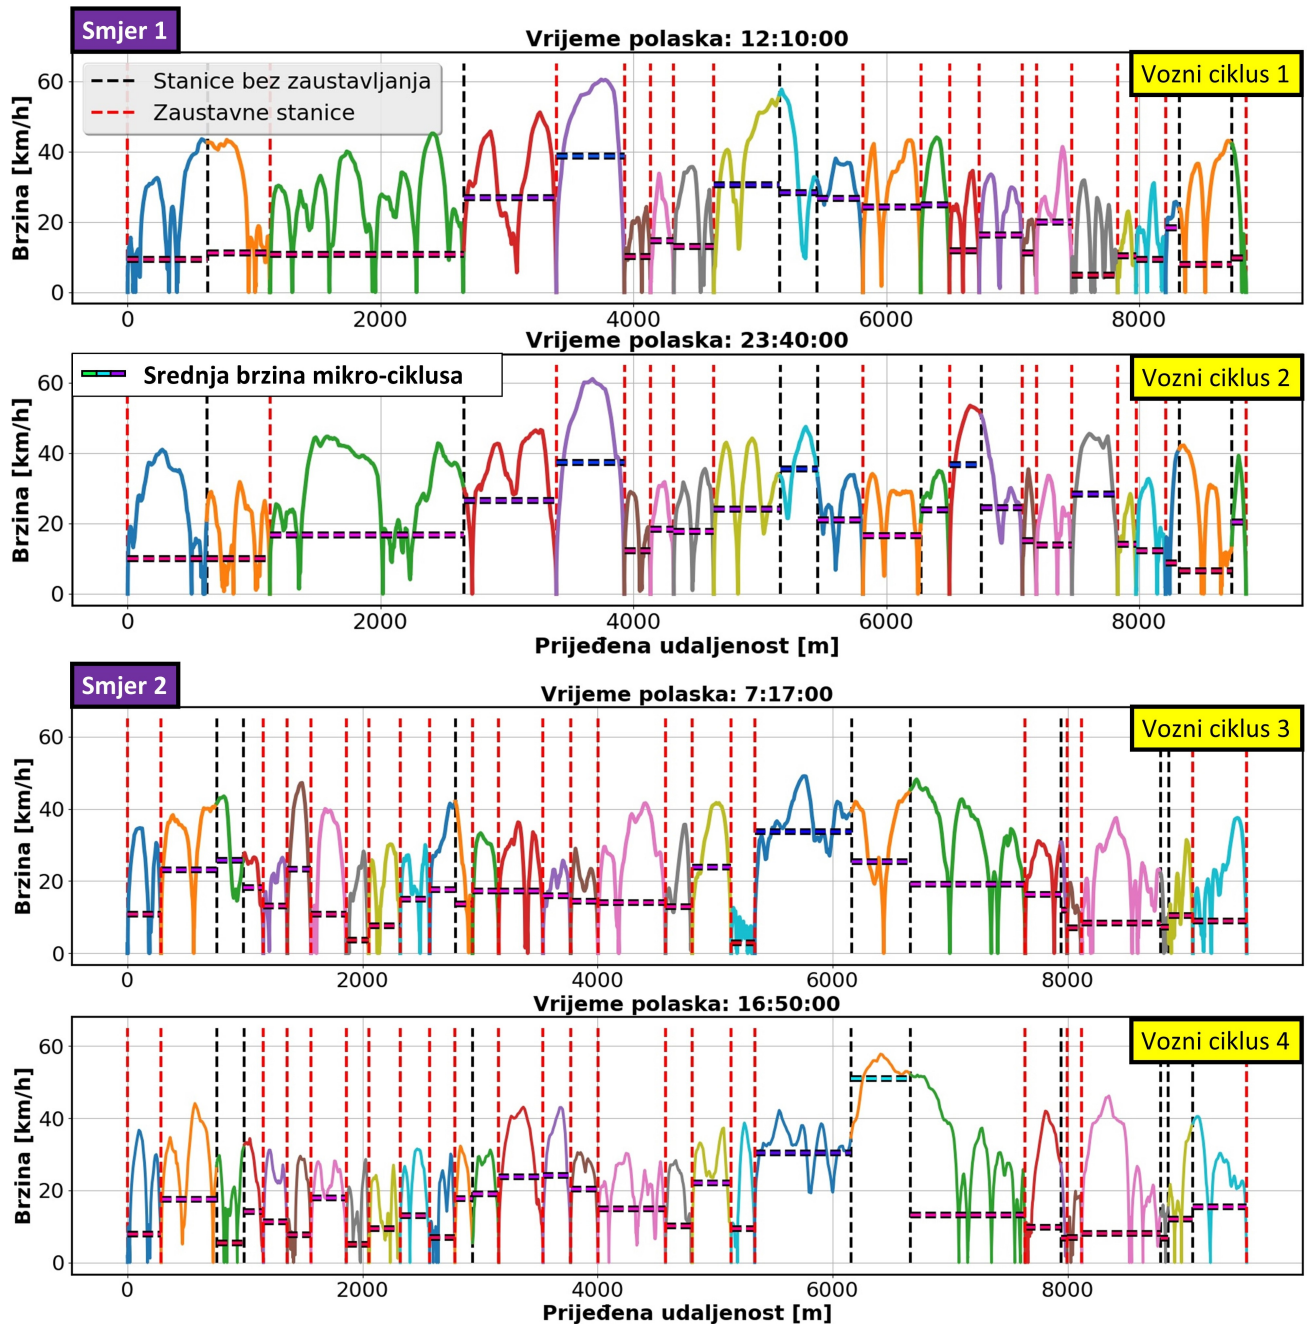 Smjer 1
Vrijeme polaska: 12:10:00
Vozni ciklus 1
Stanice bez zaustavljanja
Zaustavne stanice
Brzina [km/h]
60
40
20
0
0 2000 4000 6000 8000
Vrijeme polaska: 23:40:00
Vozni ciklus 2
Srednja brzina mikro-ciklusa
Brzina [km/h]
60
40
20
0
0 2000 4000 6000 8000
Prijeđena udaljenost [m]
Smjer 2
Vrijeme polaska: 7:17:00
Vozni ciklus 3
Brzina [km/h]
60
40
20
0
0 2000 4000 6000 8000
Vrijeme polaska: 16:50:00
Vozni ciklus 4
Brzina [km/h]
60
40
20
0
0 2000 4000 6000 8000
Prijeđena udaljenost [m]